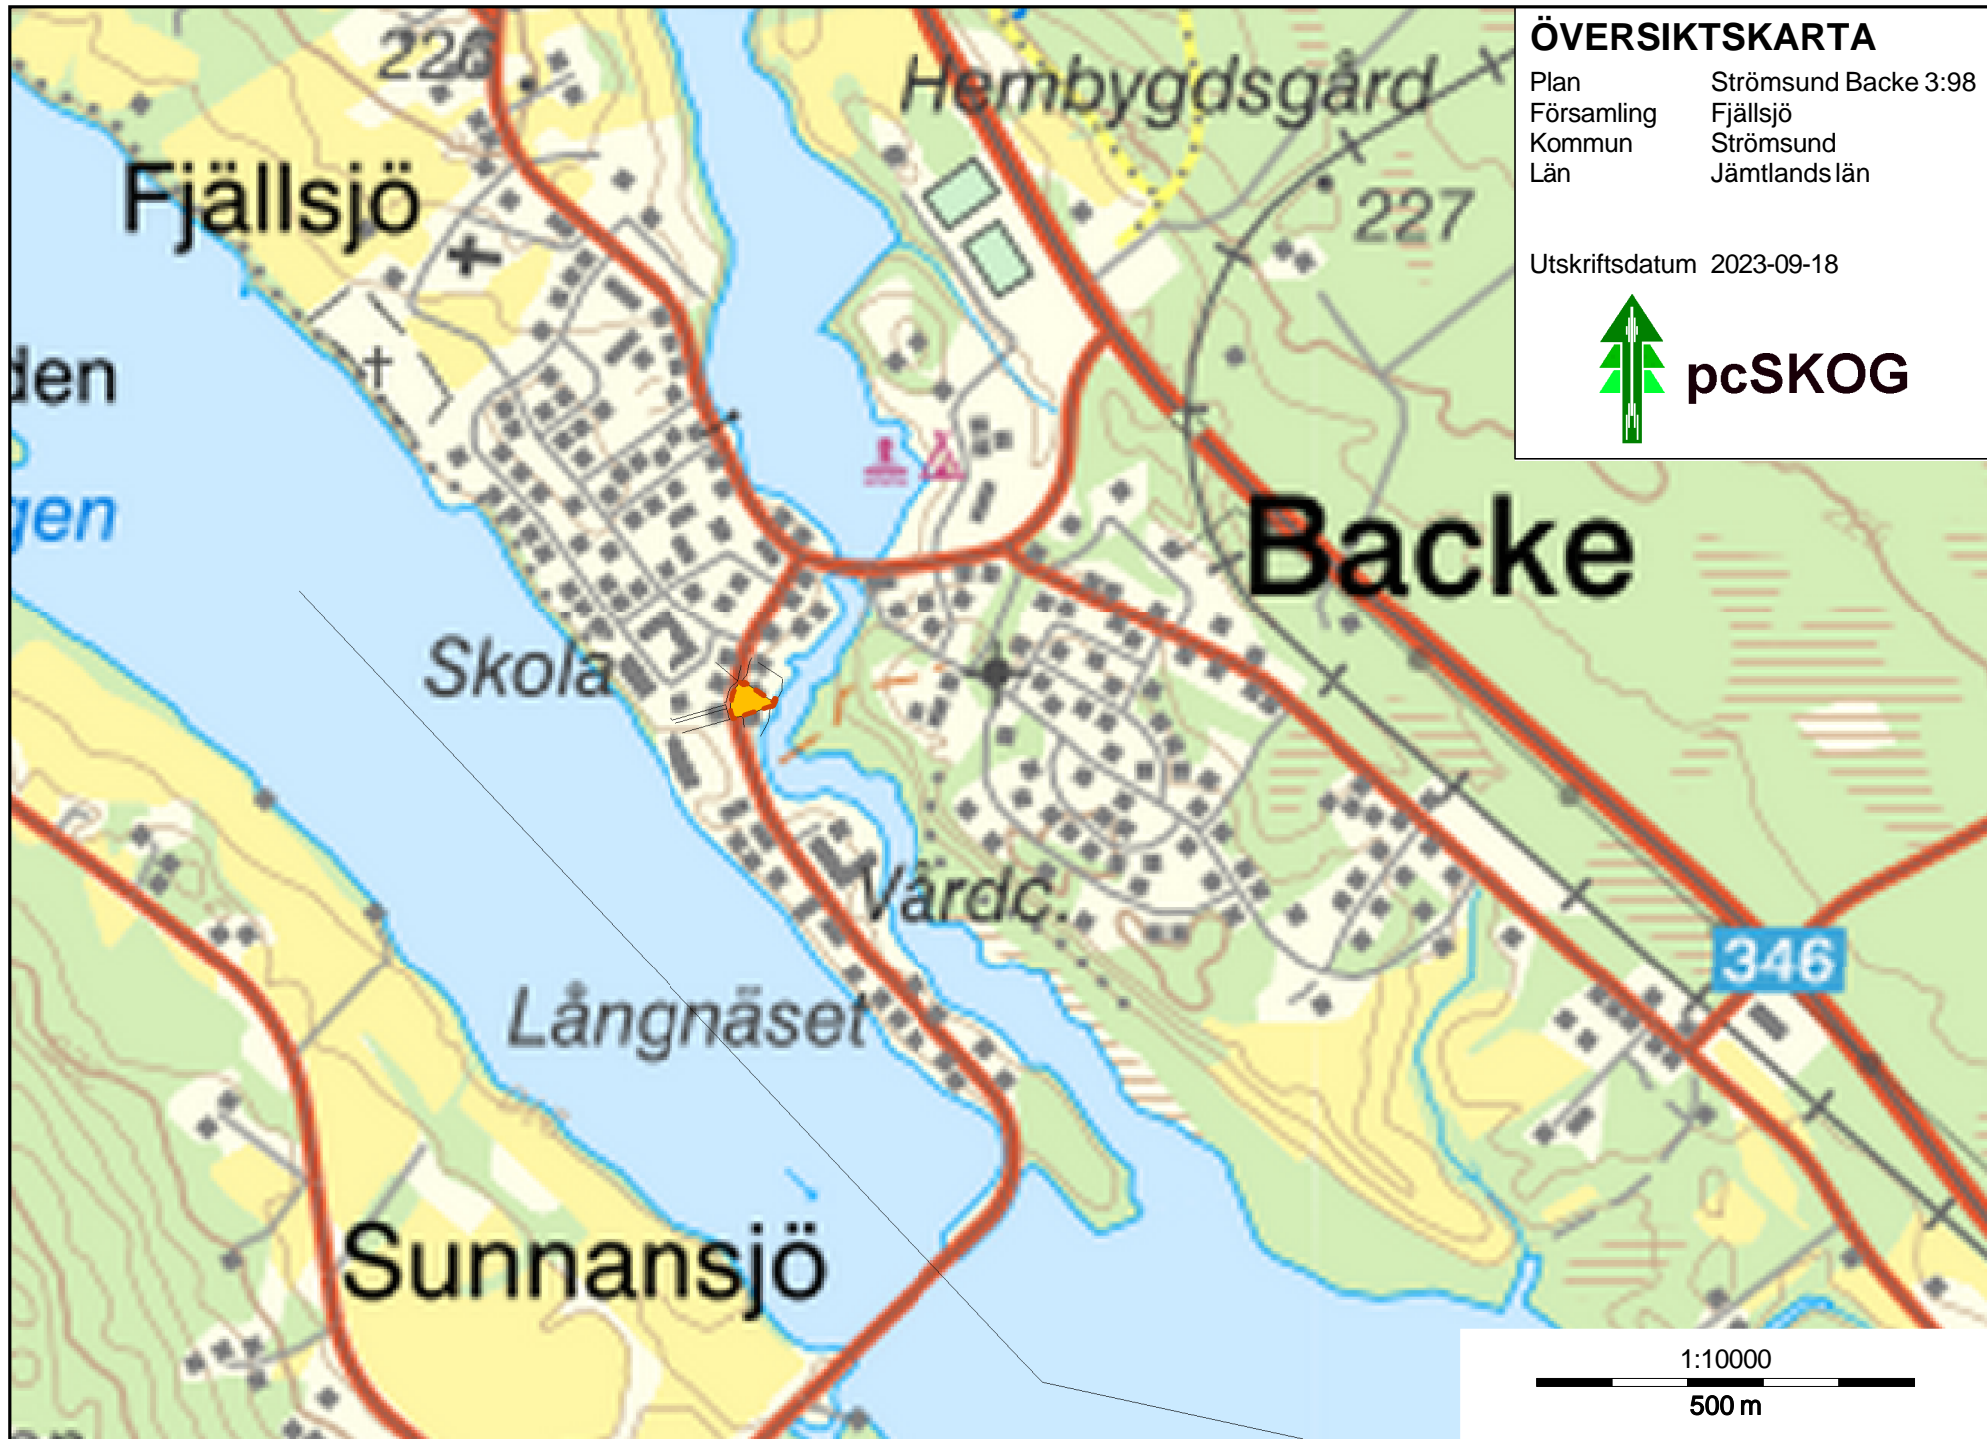 ÖVERSIKTSKARTA
Plan Strömsund Backe 3:98
Församling Fjällsjö
Kommun Strömsund
Län Jämtlands län
Utskriftsdatum 2023-09-18
pcSKOG
226
Hembygdsgård
Fjällsjö
227
den
gen
Backe
Skola
Vårdc.
346
Långnäset
Sunnansjö
1:10000
500 m